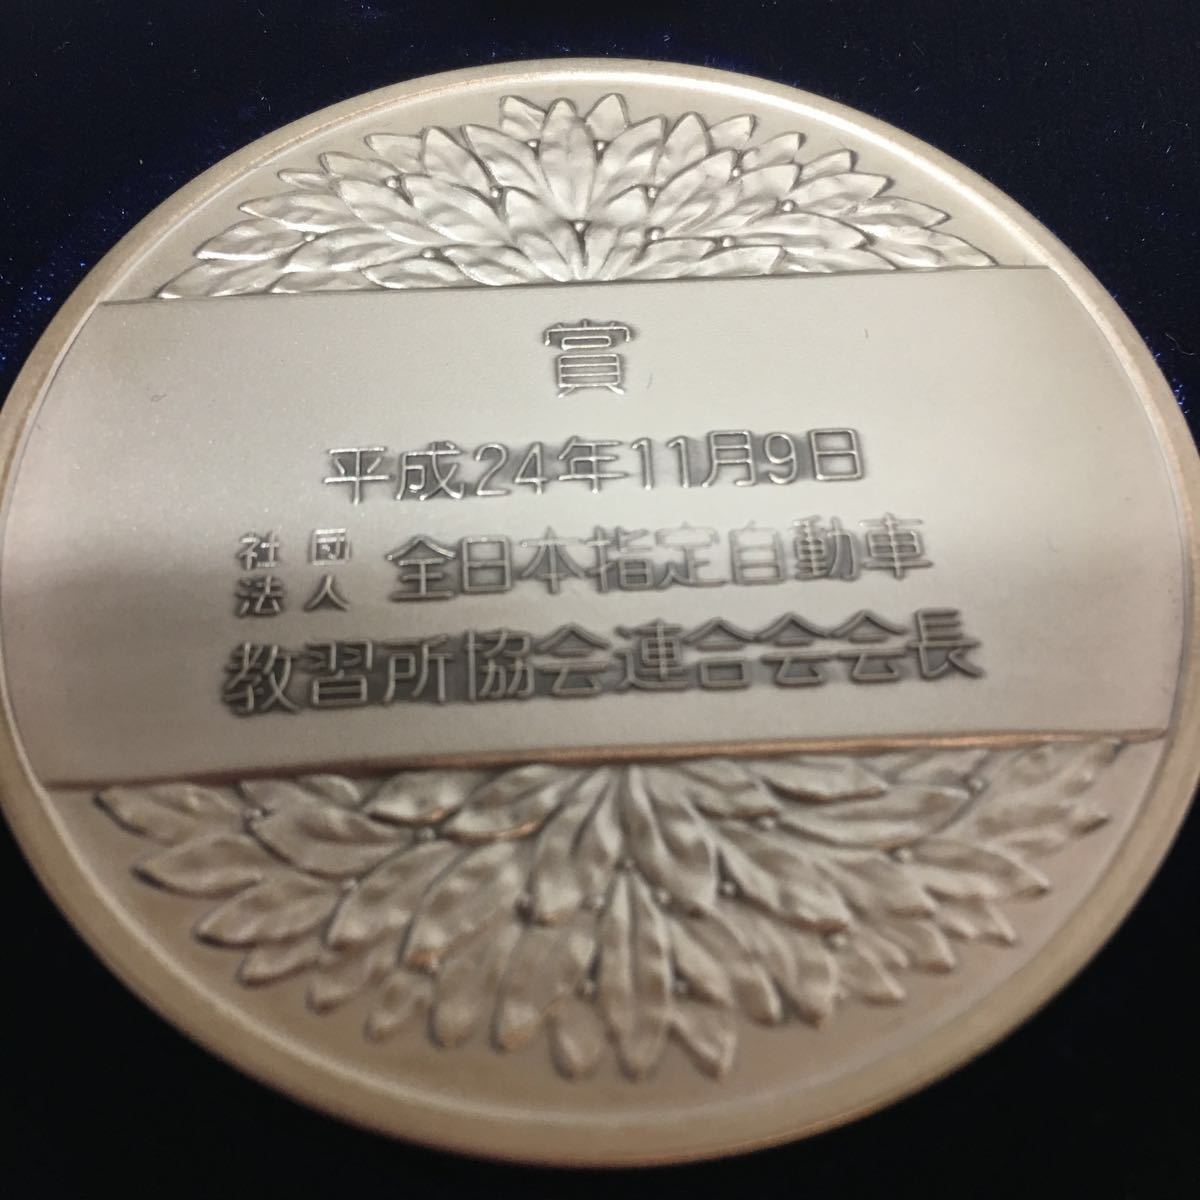 賞
平成24年11月9日
社団法人 全日本指定自動車
教習所協会連合会会長